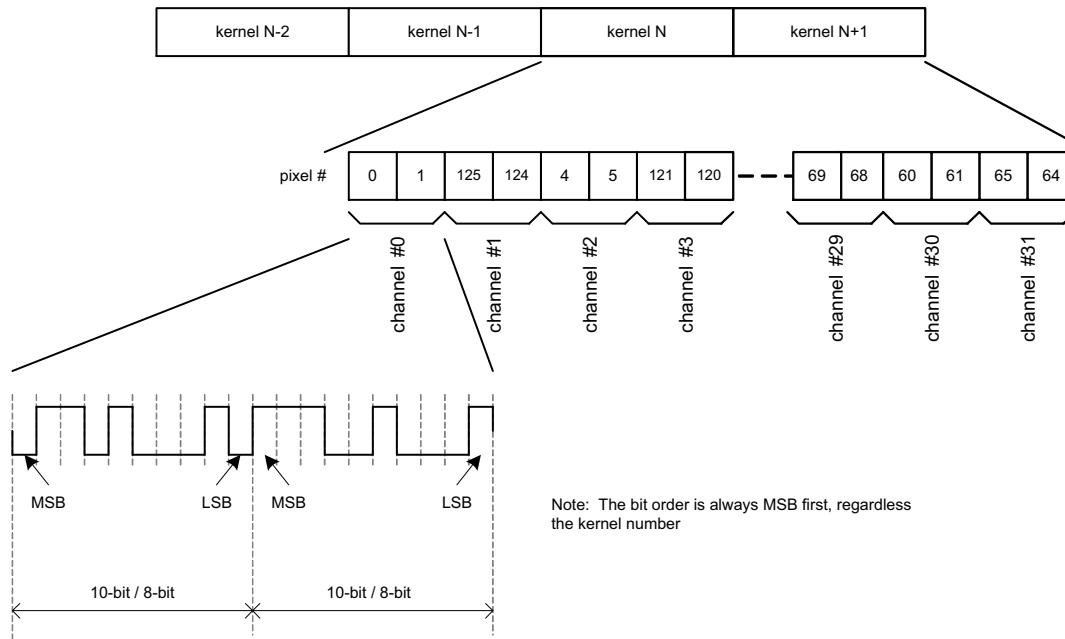 kernel N-2 kernel N-1 kernel N kernel N+1
pixel # 0 1 125 124 4 5 121 120 69 68 60 61 65 64
channel #0
channel #1
channel #2
channel #3
channel #29
channel #30
channel #31
MSB LSB MSB LSB
Note: The bit order is always MSB first, regardless
the kernel number
10-bit / 8-bit 10-bit / 8-bit